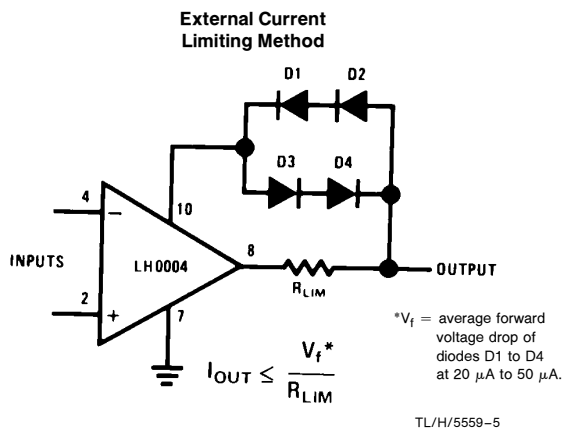 External Current
Limiting Method
D1 D2
D3 D4
4
10
−
INPUTS
LH0004
8
R_LIM
OUTPUT
2
+
7
I_OUT ≤ V_f* / R_LIM
*V_f = average forward
voltage drop of
diodes D1 to D4
at 20 μA to 50 μA.
TL/H/5559–5